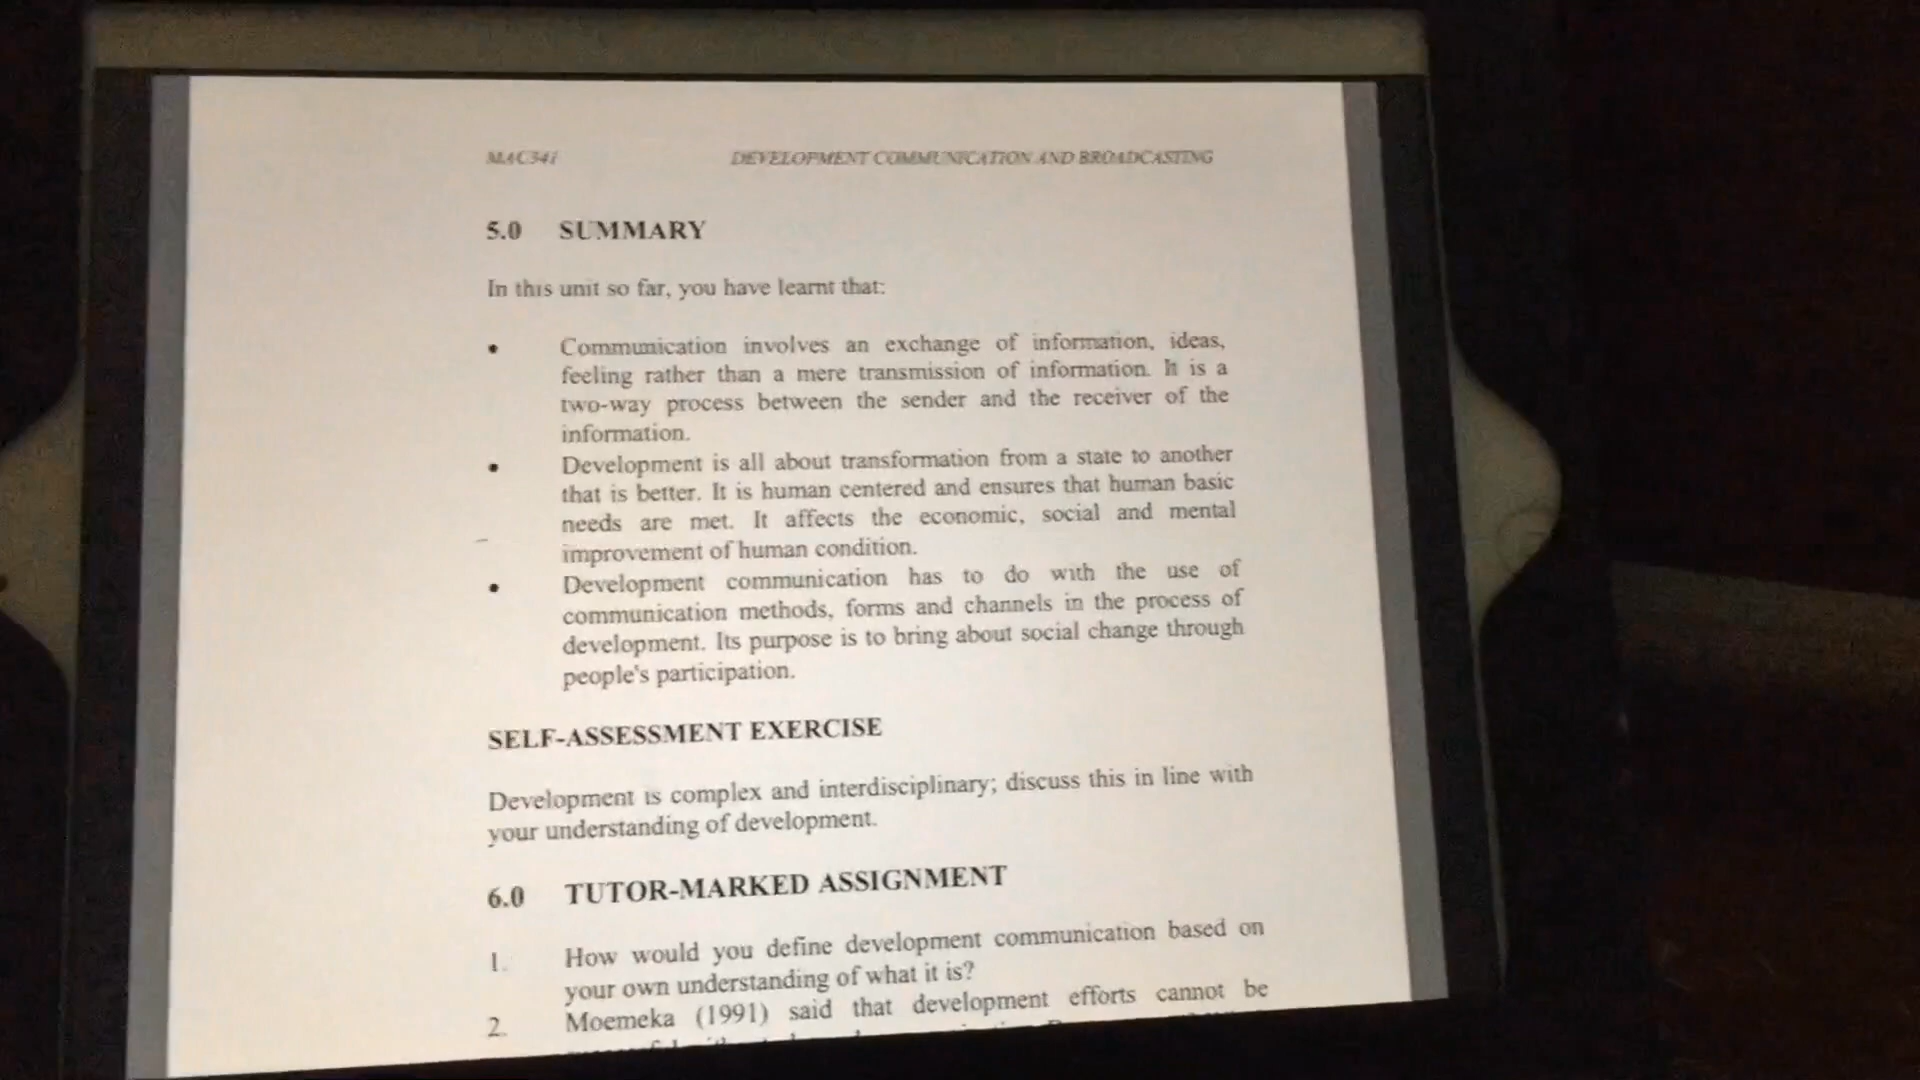 MAC341 DEVELOPMENT COMMUNICATION AND BROADCASTING
5.0 SUMMARY
In this unit so far, you have learnt that:
• Communication involves an exchange of information, ideas,
feeling rather than a mere transmission of information. It is a
two-way process between the sender and the receiver of the
information.
• Development is all about transformation from a state to another
that is better. It is human centered and ensures that human basic
needs are met. It affects the economic, social and mental
improvement of human condition.
• Development communication has to do with the use of
communication methods, forms and channels in the process of
development. Its purpose is to bring about social change through
people's participation.
SELF-ASSESSMENT EXERCISE
Development is complex and interdisciplinary; discuss this in line with
your understanding of development.
6.0 TUTOR-MARKED ASSIGNMENT
1. How would you define development communication based on
your own understanding of what it is?
2. Moemeka (1991) said that development efforts cannot be